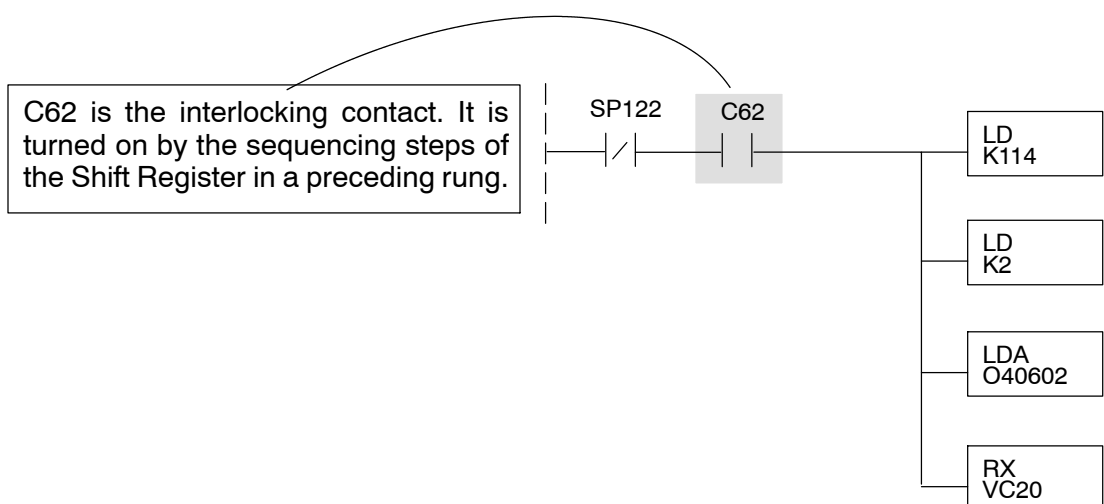 C62 is the interlocking contact. It is
turned on by the sequencing steps of
the Shift Register in a preceding rung.
SP122
C62
LD
K114
LD
K2
LDA
O40602
RX
VC20